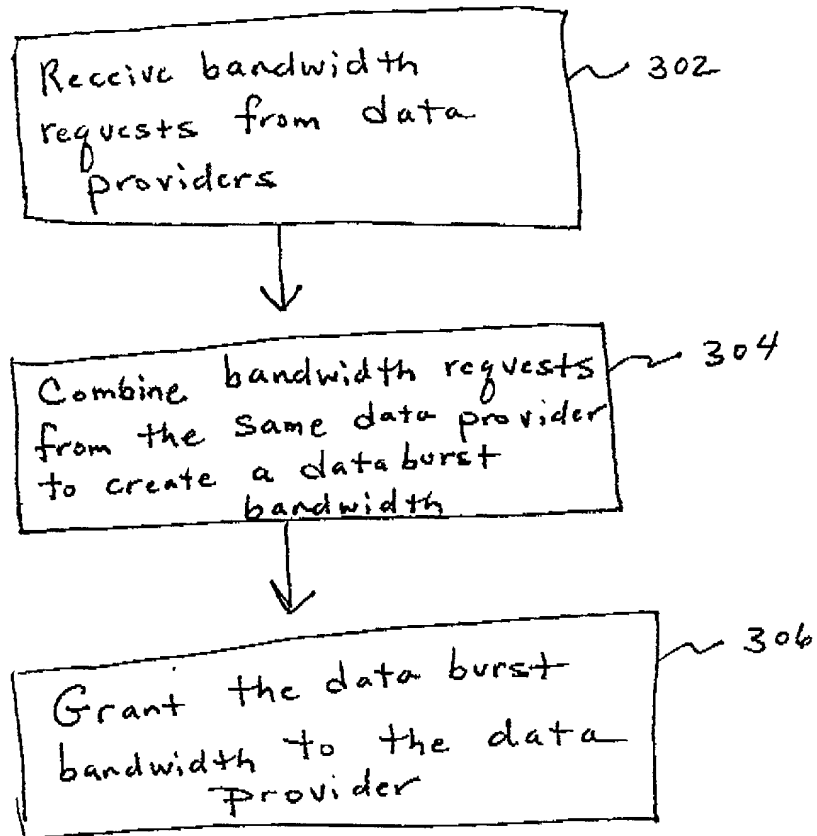 Receive bandwidth
requests from data
providers
302
Combine bandwidth requests
from the same data provider
to create a data burst
bandwidth
304
Grant the data burst
bandwidth to the data
provider
306